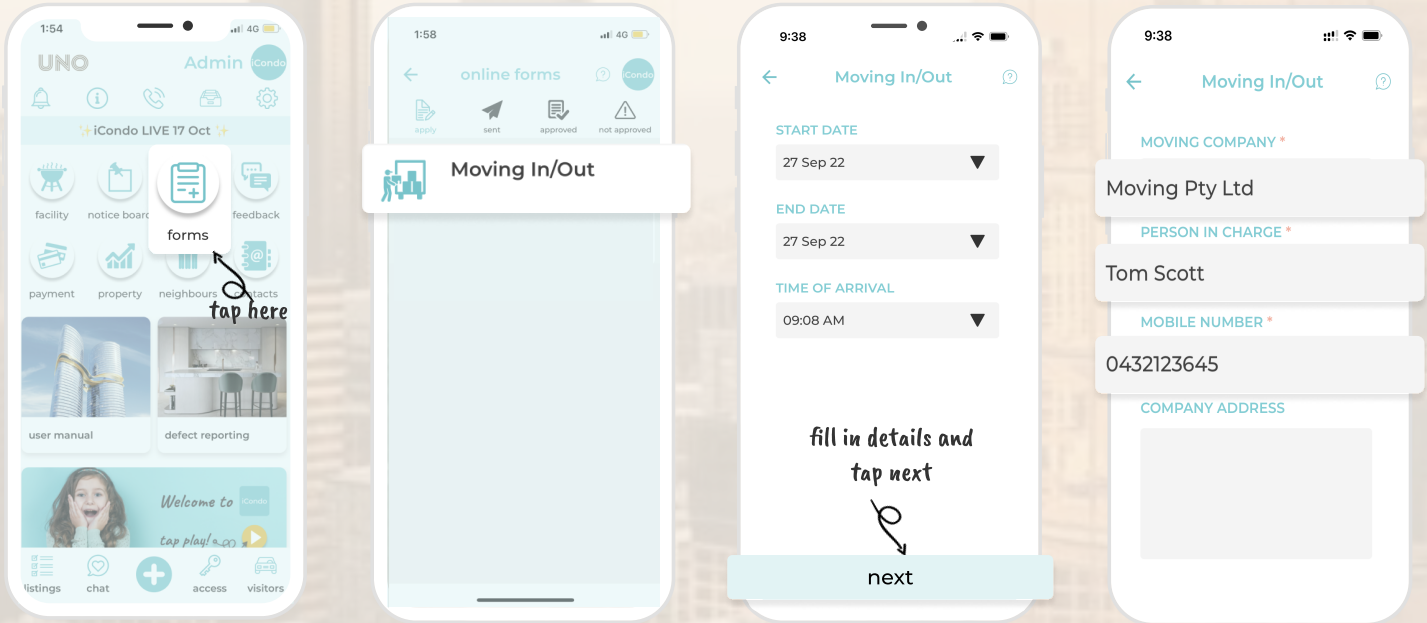 1:54
4G
UNO
Admin
iCondo
✨iCondo LIVE 17 Oct ✨
facility
notice board
forms
feedback
payment
property
neighbours
contacts
tap here
user manual
defect reporting
Welcome to
iCondo
tap play!
listings
chat
access
visitors
1:58
4G
online forms
?
iCondo
apply
sent
approved
not approved
Moving In/Out
9:38
Moving In/Out
?
START DATE
27 Sep 22
END DATE
27 Sep 22
TIME OF ARRIVAL
09:08 AM
fill in details and
tap next
next
9:38
Moving In/Out
?
MOVING COMPANY *
Moving Pty Ltd
PERSON IN CHARGE *
Tom Scott
MOBILE NUMBER *
0432123645
COMPANY ADDRESS